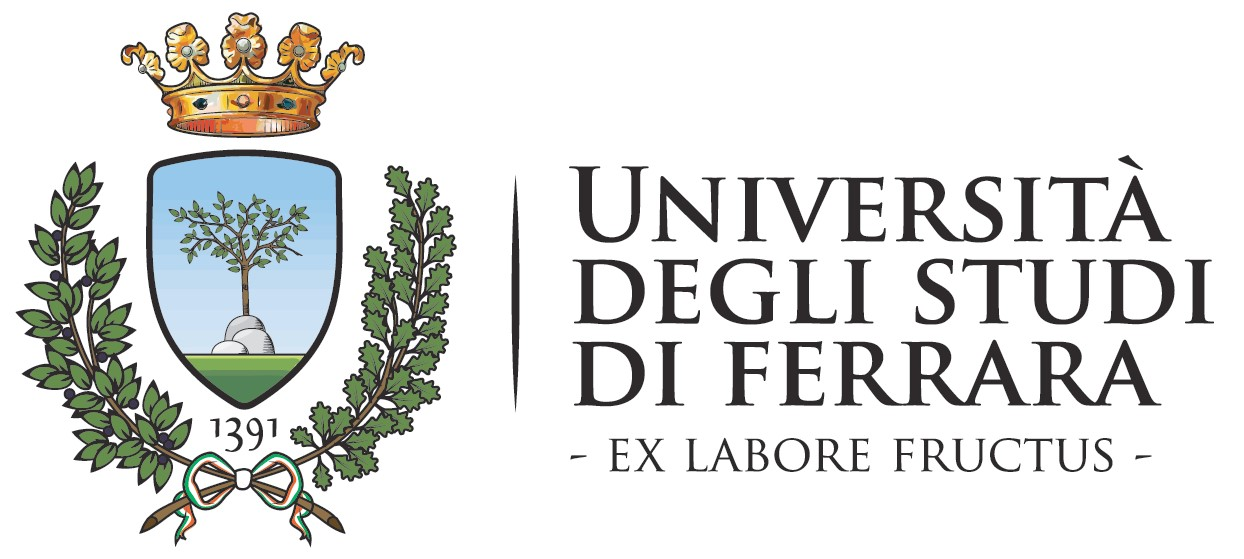 1391
UNIVERSITÀ
DEGLI STUDI
DI FERRARA
- EX LABORE FRUCTUS -